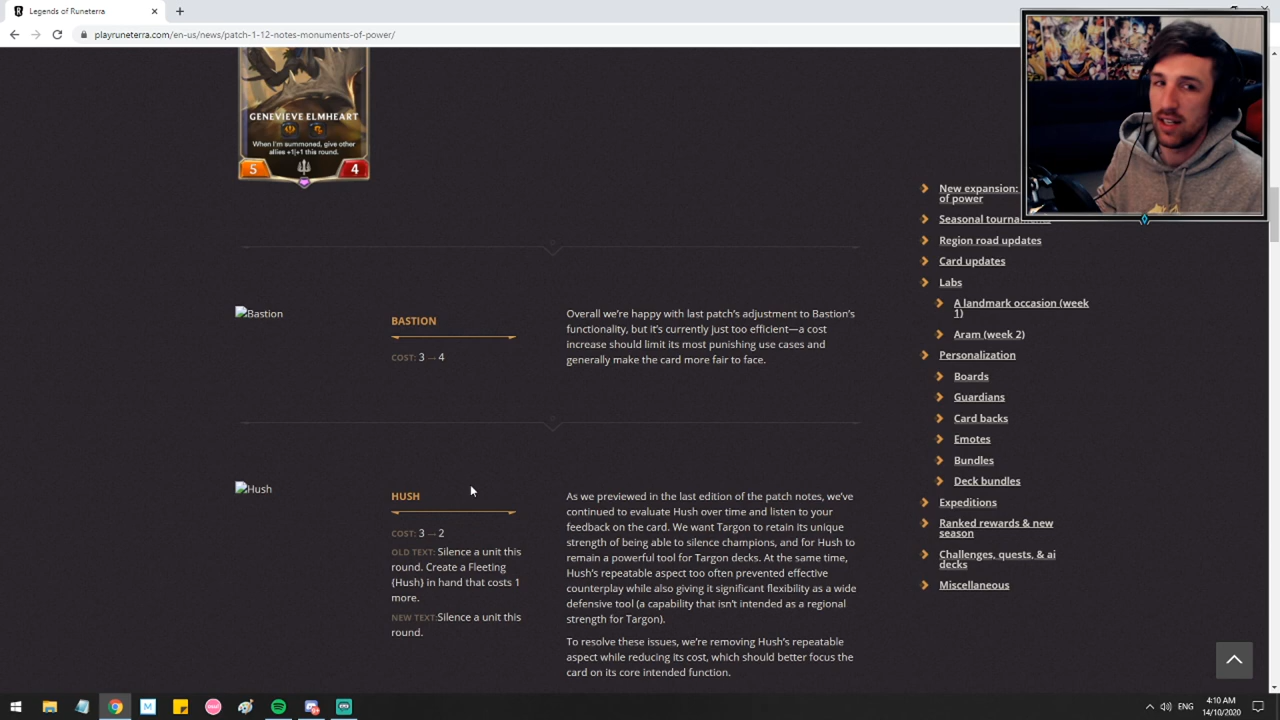 Legends of Runeterra
playruneterra.com/en-us/news/patch-1-12-notes-monuments-of-power/
GENEVIEVE ELMHEART
When I'm summoned, give other
allies +1|+1 this round.
5
4
Bastion
BASTION
COST: 3 → 4
Overall we're happy with last patch's adjustment to Bastion's
functionality, but it's currently just too efficient—a cost
increase should limit its most punishing use cases and
generally make the card more fair to face.
Hush
HUSH
COST: 3 → 2
OLD TEXT: Silence a unit this
round. Create a Fleeting
{Hush} in hand that costs 1
more.
NEW TEXT:Silence a unit this
round.
As we previewed in the last edition of the patch notes, we've
continued to evaluate Hush over time and listen to your
feedback on the card. We want Targon to retain its unique
strength of being able to silence champions, and for Hush to
remain a powerful tool for Targon decks. At the same time,
Hush's repeatable aspect too often prevented effective
counterplay while also giving it significant flexibility as a wide
defensive tool (a capability that isn't intended as a regional
strength for Targon).
To resolve these issues, we're removing Hush's repeatable
aspect while reducing its cost, which should better focus the
card on its core intended function.
New expansion:
of power
Seasonal
Region road updates
Card updates
Labs
A landmark occasion (week
1)
Aram (week 2)
Personalization
Boards
Guardians
Card backs
Emotes
Bundles
Deck bundles
Expeditions
Ranked rewards & new
season
Challenges, quests, & ai
decks
Miscellaneous
ENG
4:10 AM
14/10/2020